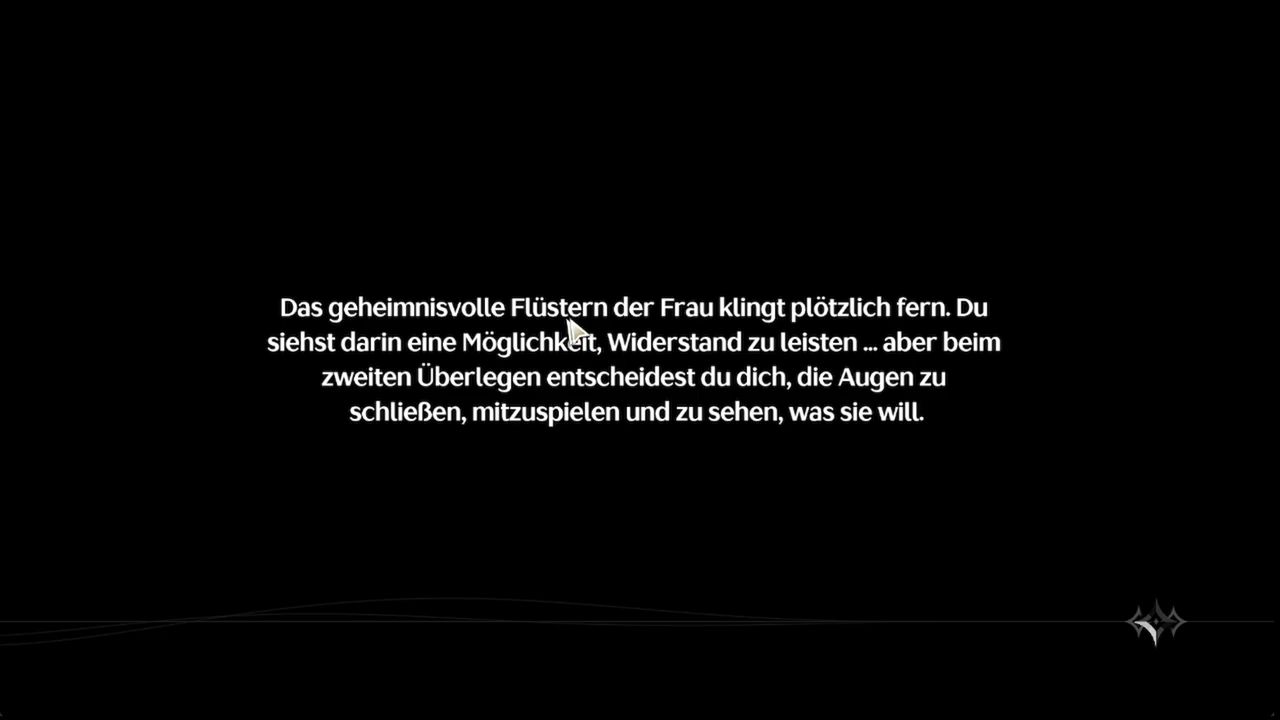 Das geheimnisvolle Flüstern der Frau klingt plötzlich fern. Du
siehst darin eine Möglichkeit, Widerstand zu leisten ... aber beim
zweiten Überlegen entscheidest du dich, die Augen zu
schließen, mitzuspielen und zu sehen, was sie will.